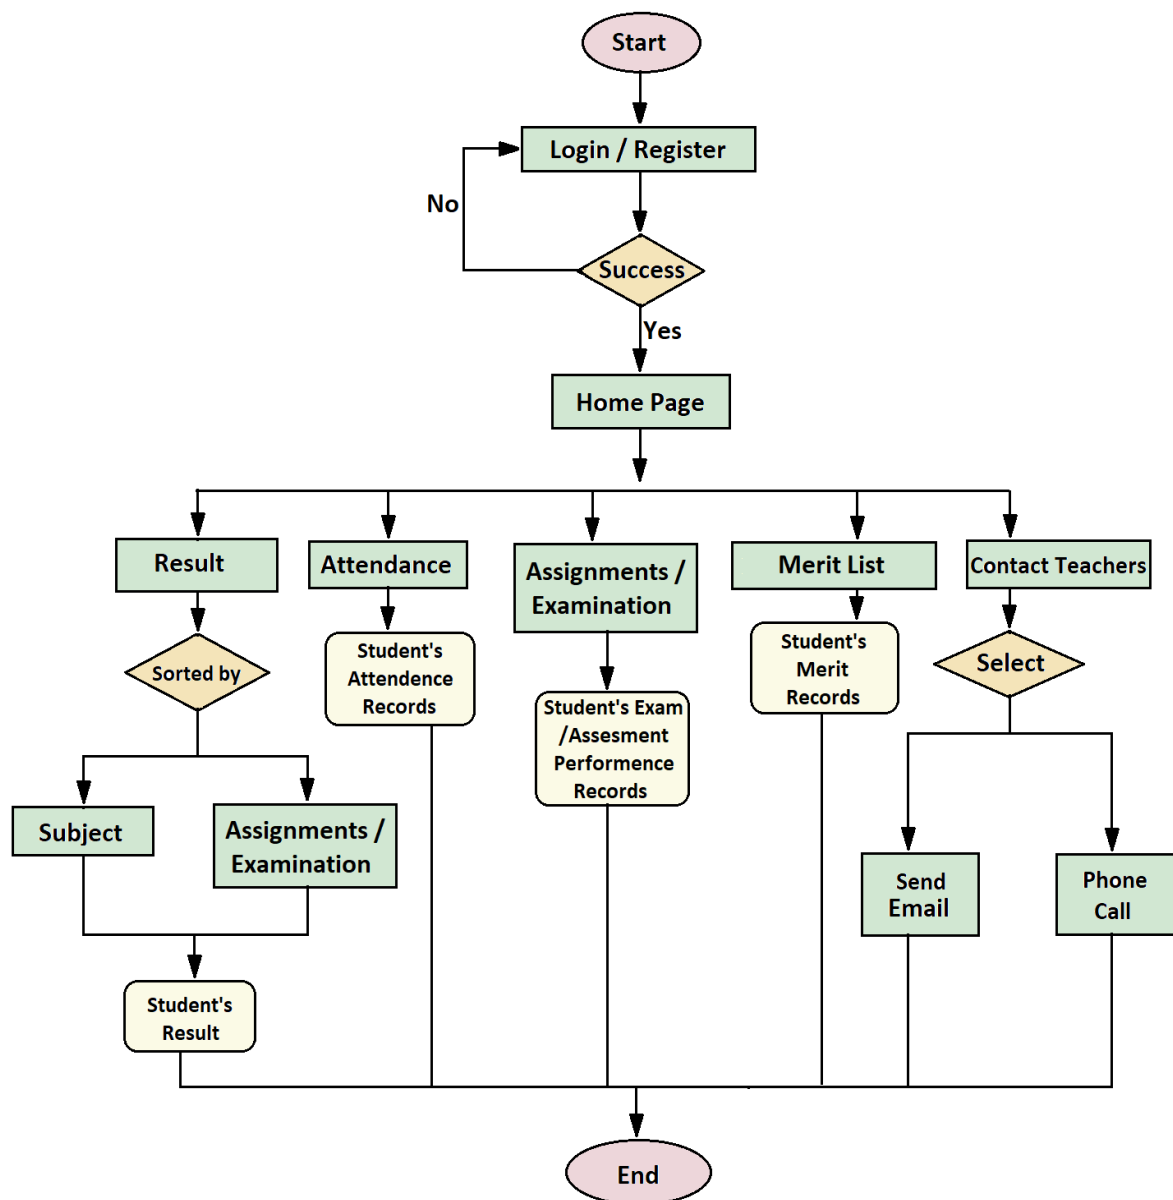 Start
Login / Register
No
Success
Yes
Home Page
Result
Attendance
Assignments /
Examination
Merit List
Contact Teachers
Sorted by
Student's
Attendence
Records
Student's Exam
/Assesment
Performence
Records
Student's
Merit
Records
Select
Subject
Assignments /
Examination
Send
Email
Phone
Call
Student's
Result
End